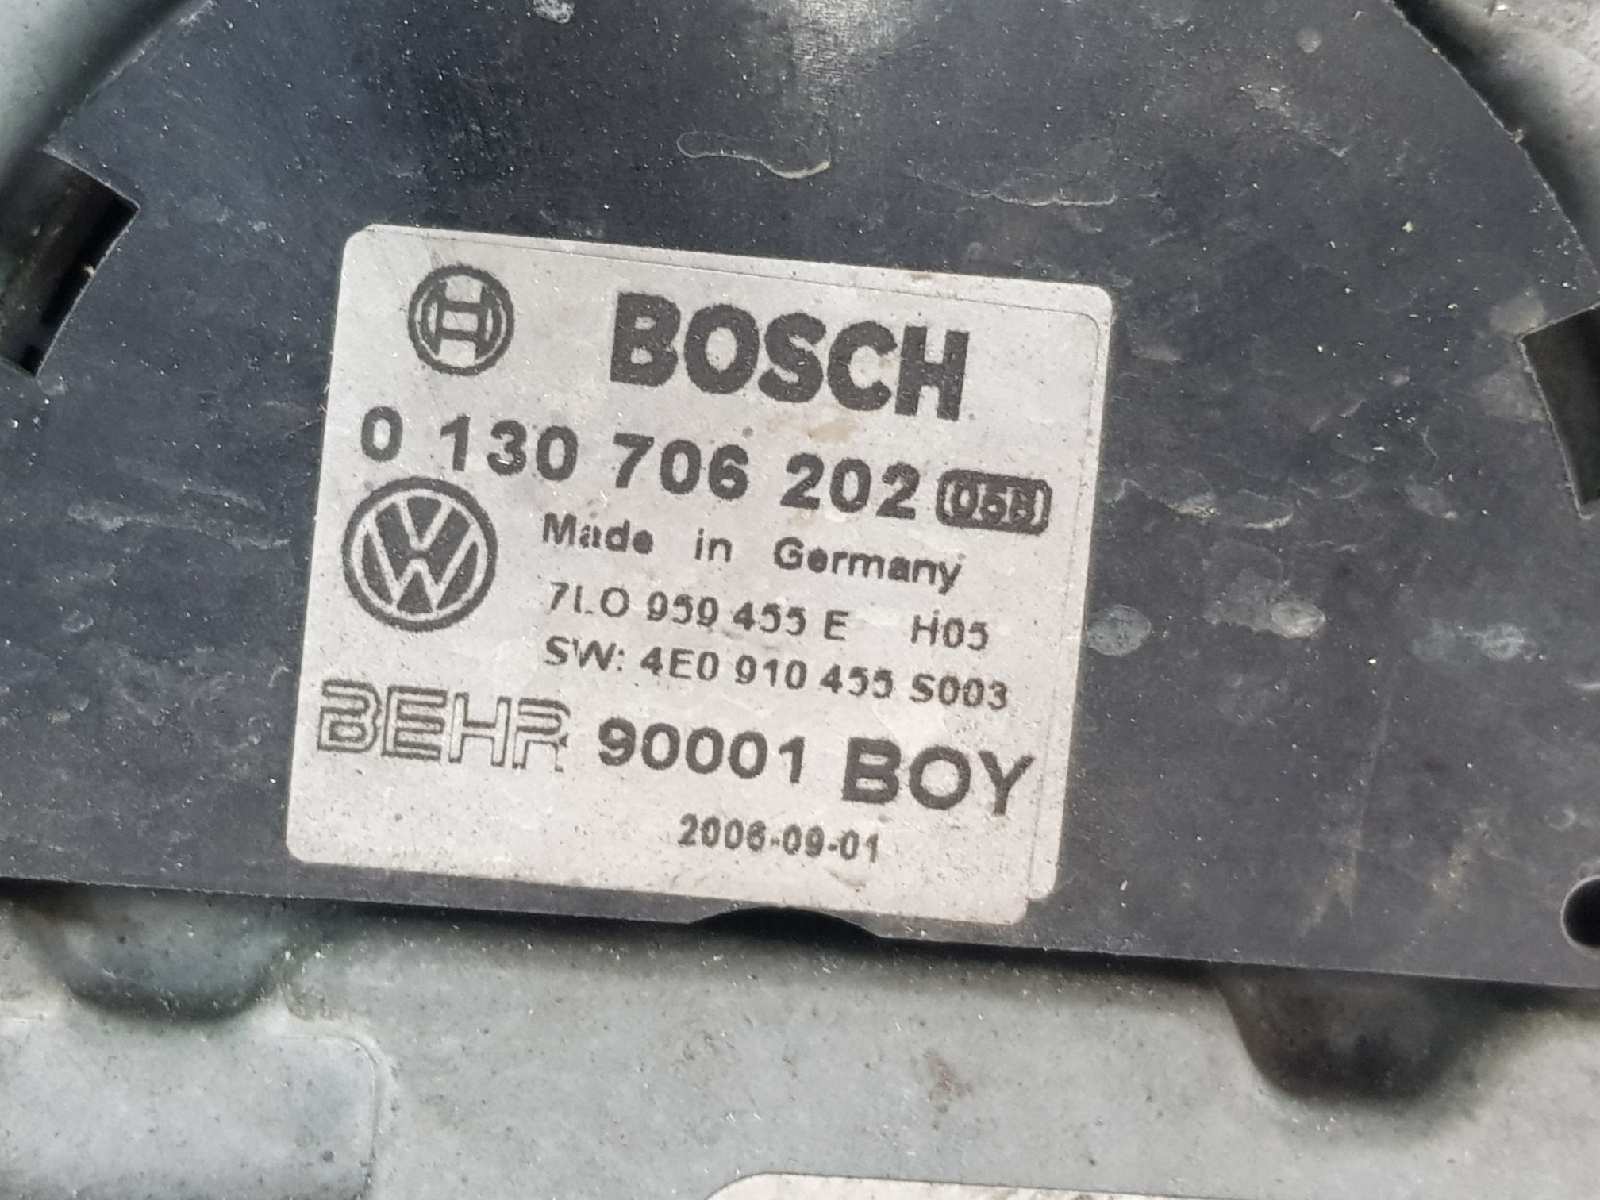 BOSCH
0 130 706 202 058
Made in Germany
7L0 959 455 E H05
SW: 4E0 910 455 S003
BEHR 90001 BOY
2006-09-01